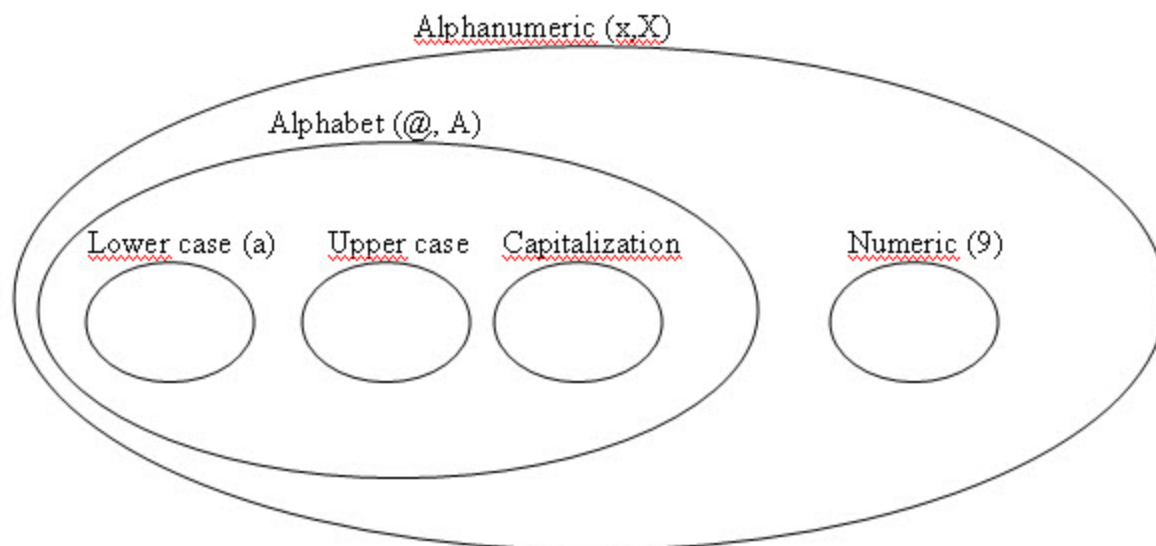 Alphanumeric (x,X)
Alphabet (@, A)
Lower case (a) Upper case Capitalization Numeric (9)